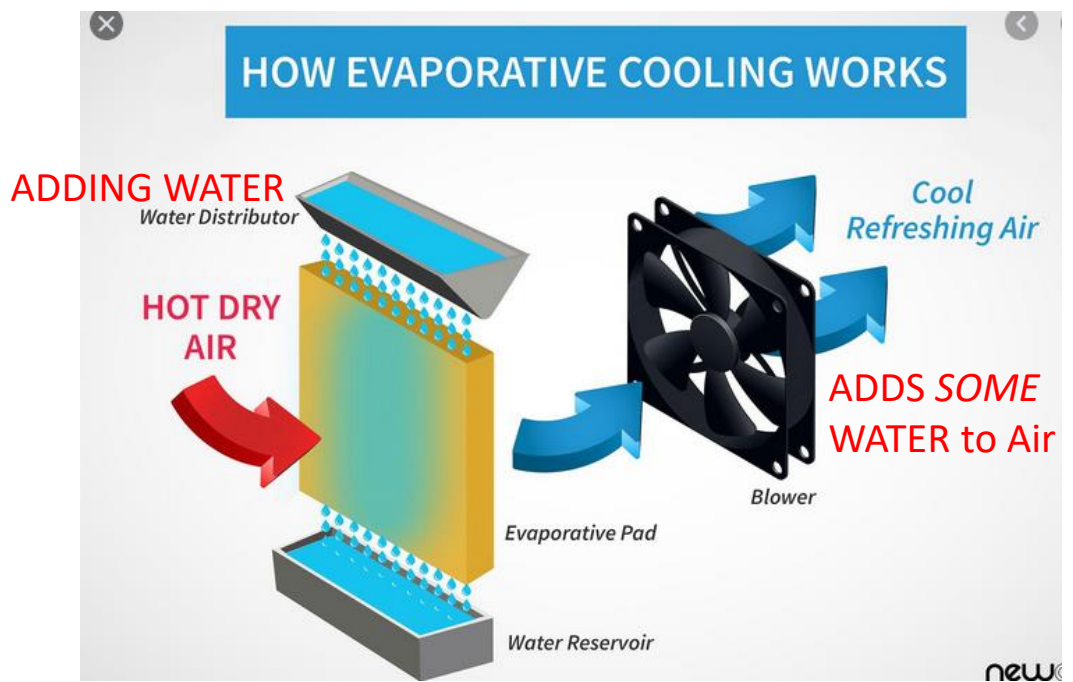 HOW EVAPORATIVE COOLING WORKS
ADDING WATER
Water Distributor
Cool
Refreshing Air
HOT DRY
AIR
ADDS SOME
WATER to Air
Blower
Evaporative Pad
Water Reservoir